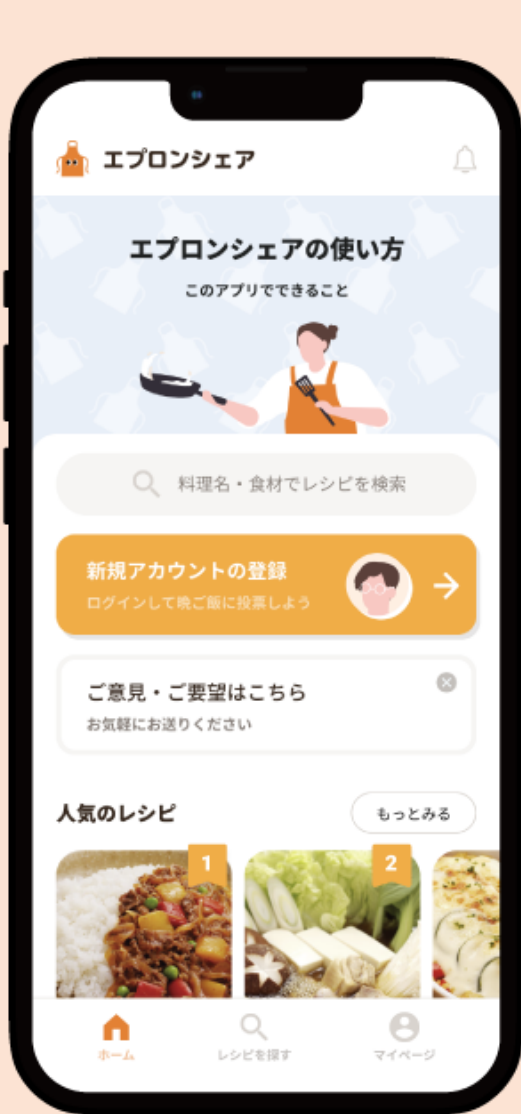 エプロンシェア
エプロンシェアの使い方
このアプリでできること
料理名・食材でレシピを検索
新規アカウントの登録
ログインして晩ご飯に投票しよう
ご意見・ご要望はこちら
お気軽にお送りください
人気のレシピ
もっとみる
1
2
ホーム
レシピを探す
マイページ